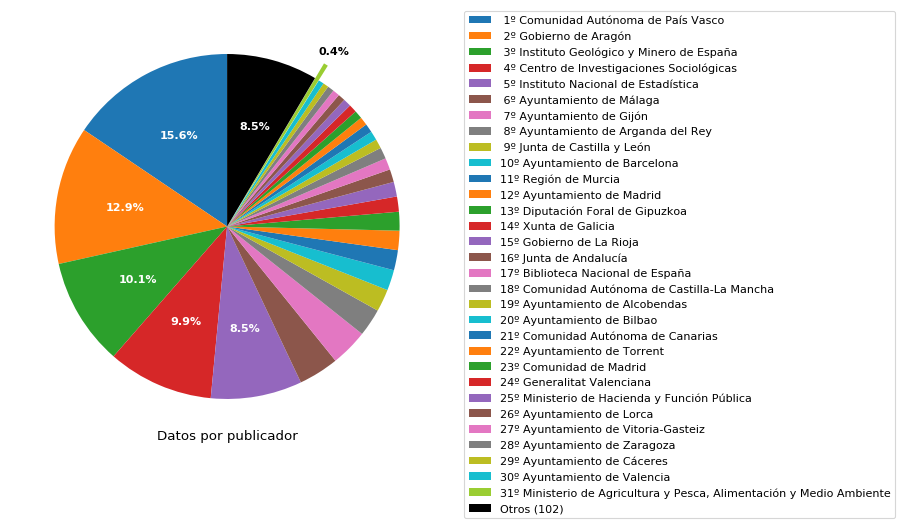 0.4%
8.5%
15.6%
12.9%
10.1%
9.9%
8.5%
Datos por publicador
1º Comunidad Autónoma de País Vasco
2º Gobierno de Aragón
3º Instituto Geológico y Minero de España
4º Centro de Investigaciones Sociológicas
5º Instituto Nacional de Estadística
6º Ayuntamiento de Málaga
7º Ayuntamiento de Gijón
8º Ayuntamiento de Arganda del Rey
9º Junta de Castilla y León
10º Ayuntamiento de Barcelona
11º Región de Murcia
12º Ayuntamiento de Madrid
13º Diputación Foral de Gipuzkoa
14º Xunta de Galicia
15º Gobierno de La Rioja
16º Junta de Andalucía
17º Biblioteca Nacional de España
18º Comunidad Autónoma de Castilla-La Mancha
19º Ayuntamiento de Alcobendas
20º Ayuntamiento de Bilbao
21º Comunidad Autónoma de Canarias
22º Ayuntamiento de Torrent
23º Comunidad de Madrid
24º Generalitat Valenciana
25º Ministerio de Hacienda y Función Pública
26º Ayuntamiento de Lorca
27º Ayuntamiento de Vitoria-Gasteiz
28º Ayuntamiento de Zaragoza
29º Ayuntamiento de Cáceres
30º Ayuntamiento de Valencia
31º Ministerio de Agricultura y Pesca, Alimentación y Medio Ambiente
Otros (102)